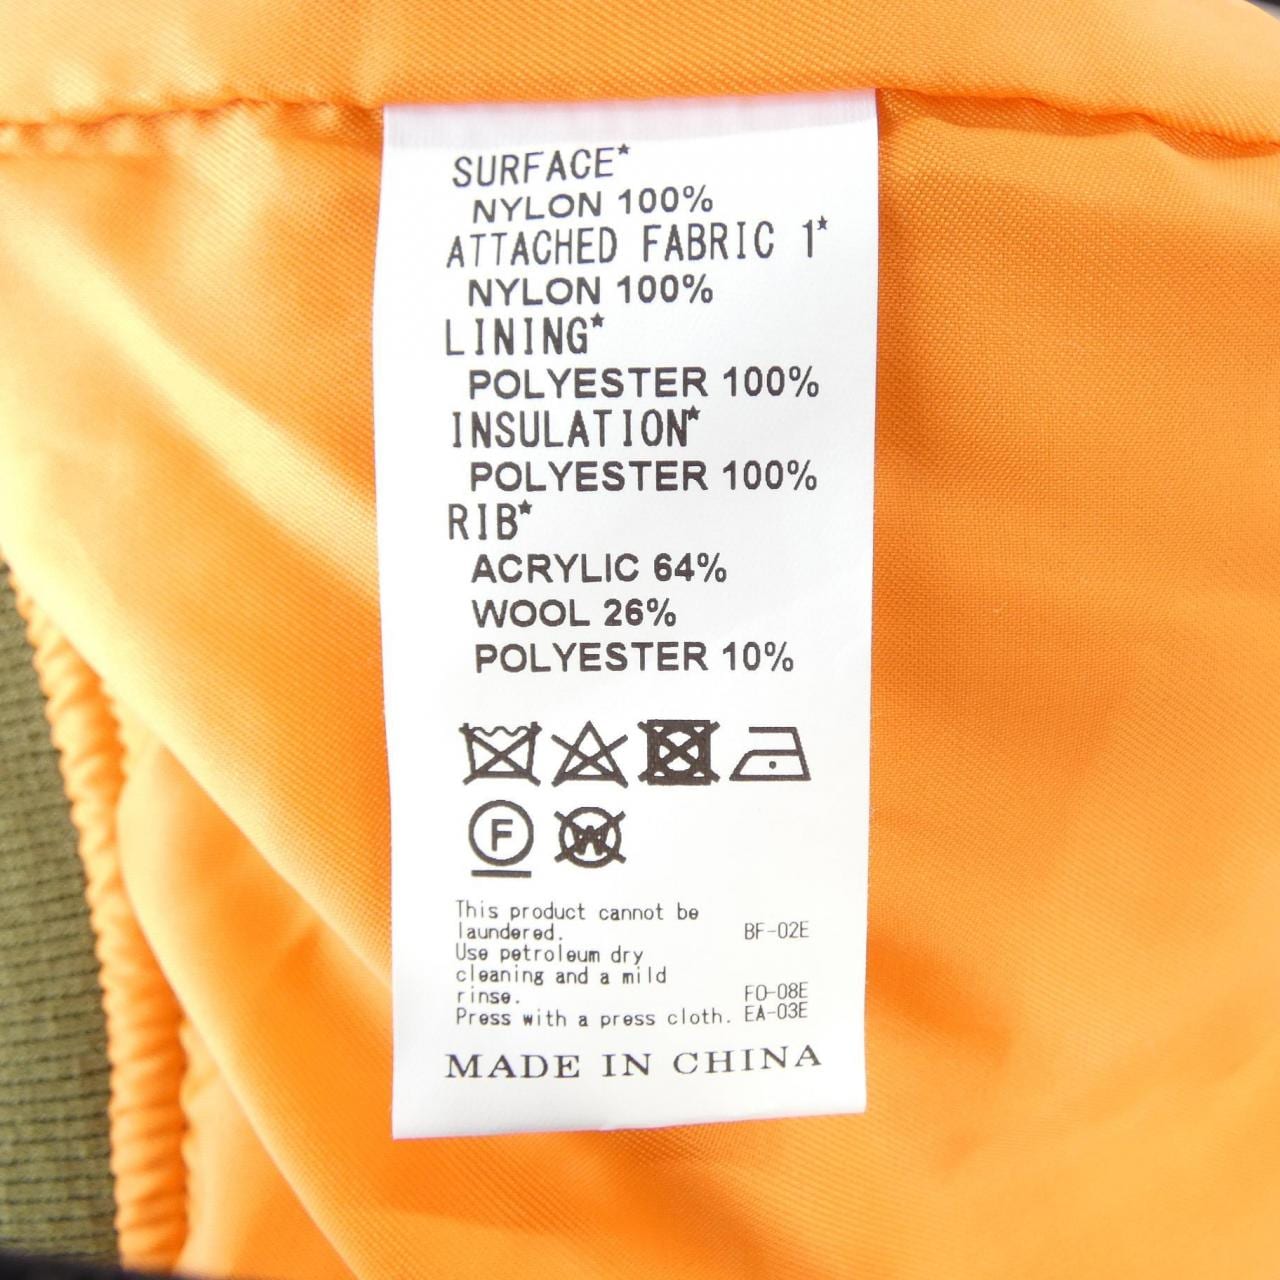 SURFACE★
NYLON 100%
ATTACHED FABRIC 1★
NYLON 100%
LINING★
POLYESTER 100%
INSULATION★
POLYESTER 100%
RIB★
ACRYLIC 64%
WOOL 26%
POLYESTER 10%
F
W
This product cannot be
laundered. BF-02E
Use petroleum dry
cleaning and a mild
rinse. FO-08E
Press with a press cloth. EA-03E
MADE IN CHINA